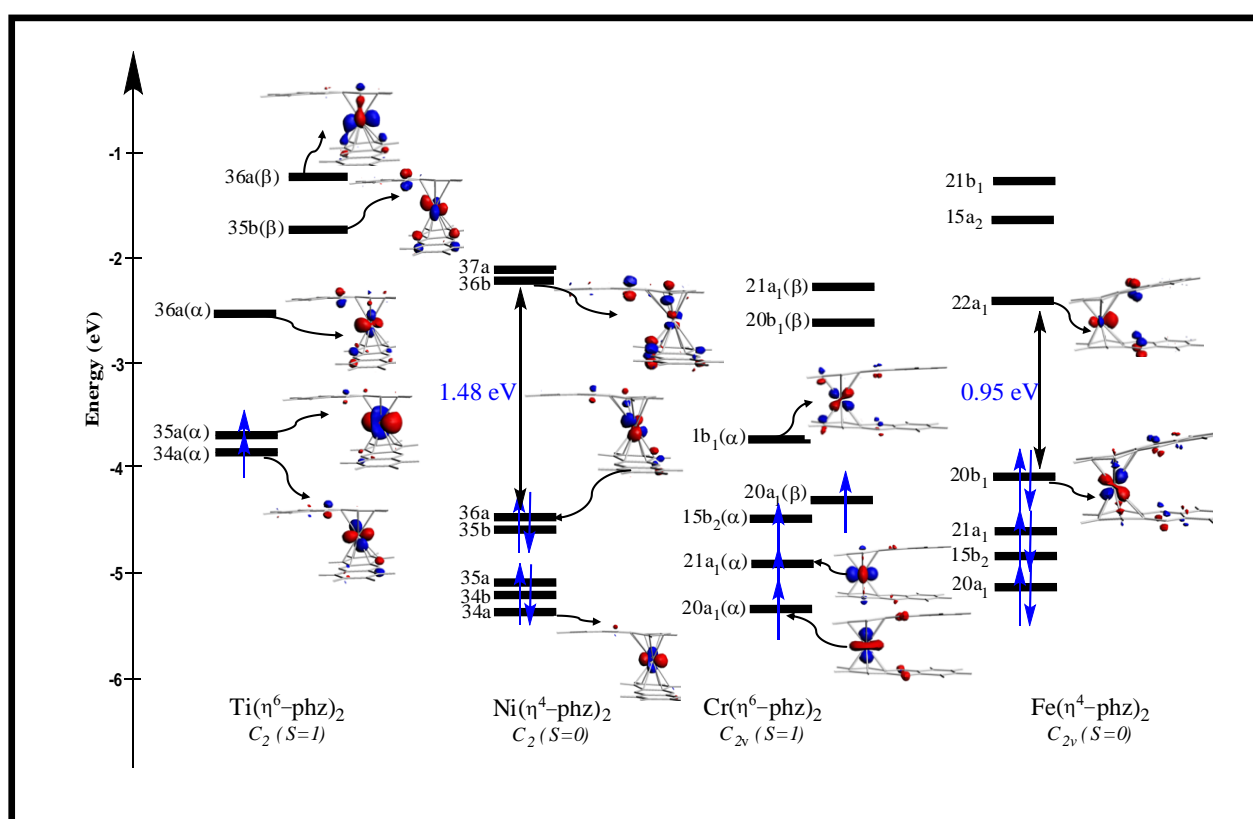 Energy (eV)
-1
-2
-3
-4
-5
-6
36a(β)
35b(β)
36a(α)
35a(α)
34a(α)
Ti(η⁶–phz)₂
C₂ (S=1)
37a
36b
1.48 eV
36a
35b
35a
34b
34a
Ni(η⁴–phz)₂
C₂ (S=0)
21a₁(β)
20b₁(β)
1b₁(α)
20a₁(β)
15b₂(α)
21a₁(α)
20a₁(α)
Cr(η⁶–phz)₂
C₂ᵥ (S=1)
21b₁
15a₂
22a₁
0.95 eV
20b₁
21a₁
15b₂
20a₁
Fe(η⁴–phz)₂
C₂ᵥ (S=0)